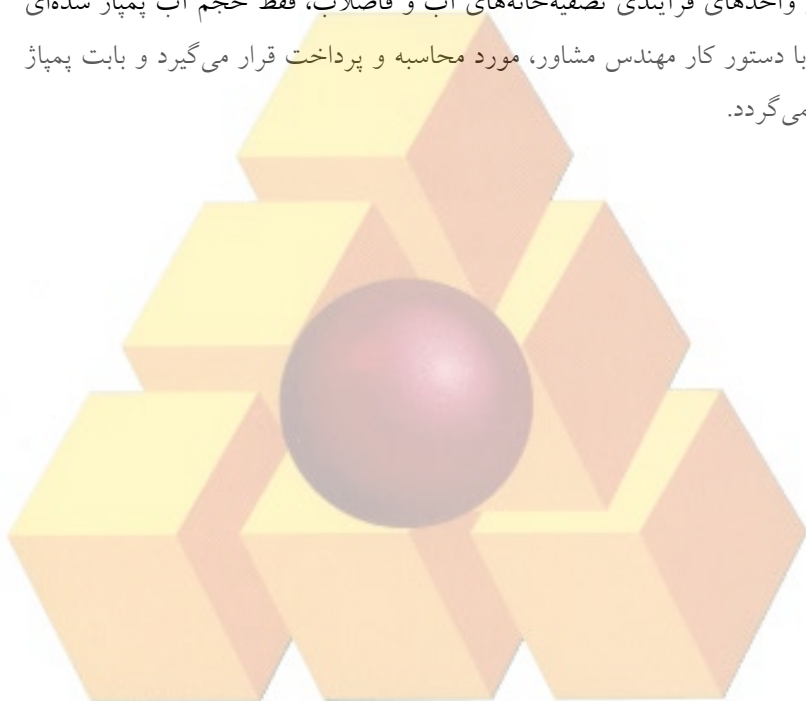 واحدهای فرآیندی تصفیه‌خانه‌های آب و فاضلاب، فقط حجم آب پمپاژ شده‌ای
با دستور کار مهندس مشاور، مورد محاسبه و پرداخت قرار می‌گیرد و بابت پمپاژ
می‌گردد.